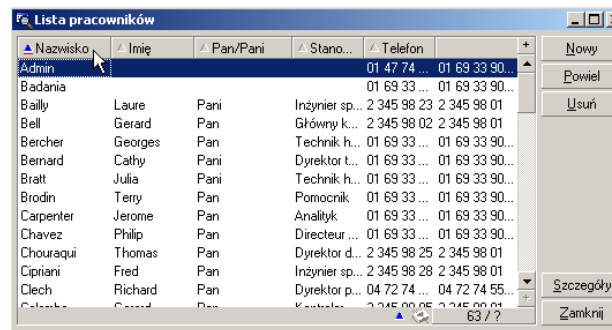 Lista pracowników
Nazwisko Imię Pan/Pani Stano... Telefon +
Admin 01 47 74 ... 01 69 33 90...
Badania 01 69 33 ... 01 69 33 90...
Bailly Laure Pani Inżynier sp... 2 345 98 23 2 345 98 01
Bell Gerard Pan Główny k... 2 345 98 02 2 345 98 01
Bercher Georges Pan Technik h... 01 69 33 ... 01 69 33 90...
Bernard Cathy Pani Dyrektor t... 01 69 33 ... 01 69 33 90...
Bratt Julia Pani Technik h... 01 69 33 ... 01 69 33 90...
Brodin Terry Pan Pomocnik 01 69 33 ... 01 69 33 90...
Carpenter Jerome Pan Analityk 01 69 33 ... 01 69 33 90...
Chavez Philip Pan Directeur ... 01 69 33 ... 01 69 33 90...
Chouraqui Thomas Pan Dyrektor d... 2 345 98 25 2 345 98 01
Cipriani Fred Pan Inżynier sp... 2 345 98 28 2 345 98 01
Clech Richard Pan Dyrektor p... 04 72 74 ... 04 72 74 55...
63 / ?
Nowy
Powiel
Usuń
Szczegóły
Zamknij